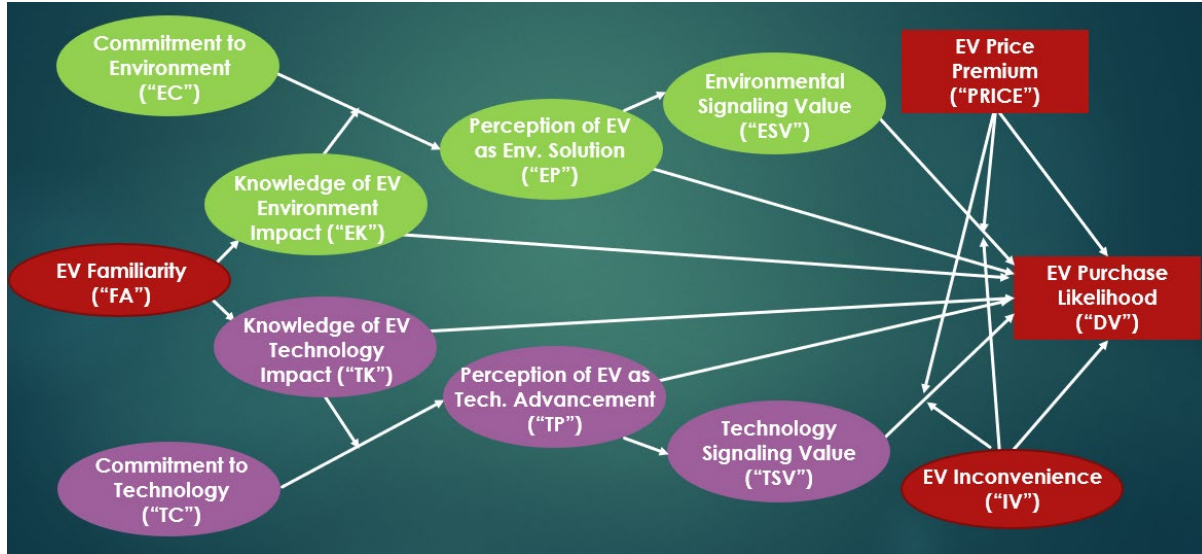 Commitment to
Environment
(“EC”)
Knowledge of EV
Environment
Impact (“EK”)
EV Familiarity
(“FA”)
Knowledge of EV
Technology
Impact (“TK”)
Commitment to
Technology
(“TC”)
Perception of EV
as Env. Solution
(“EP”)
Perception of EV as
Tech. Advancement
(“TP”)
Environmental
Signaling Value
(“ESV”)
Technology
Signaling Value
(“TSV”)
EV Price
Premium
(“PRICE”)
EV Purchase
Likelihood
(“DV”)
EV Inconvenience
(“IV”)